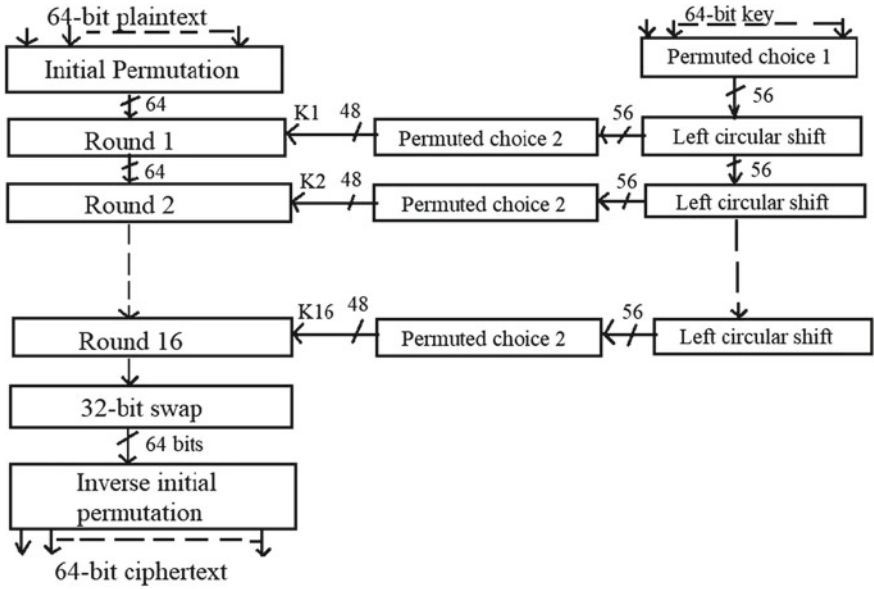 64-bit plaintext
64-bit key
Initial Permutation
Permuted choice 1
64
56
Round 1
K1
48
Permuted choice 2
56
Left circular shift
64
56
Round 2
K2
48
Permuted choice 2
56
Left circular shift
Round 16
K16
48
Permuted choice 2
56
Left circular shift
32-bit swap
64 bits
Inverse initial
permutation
64-bit ciphertext